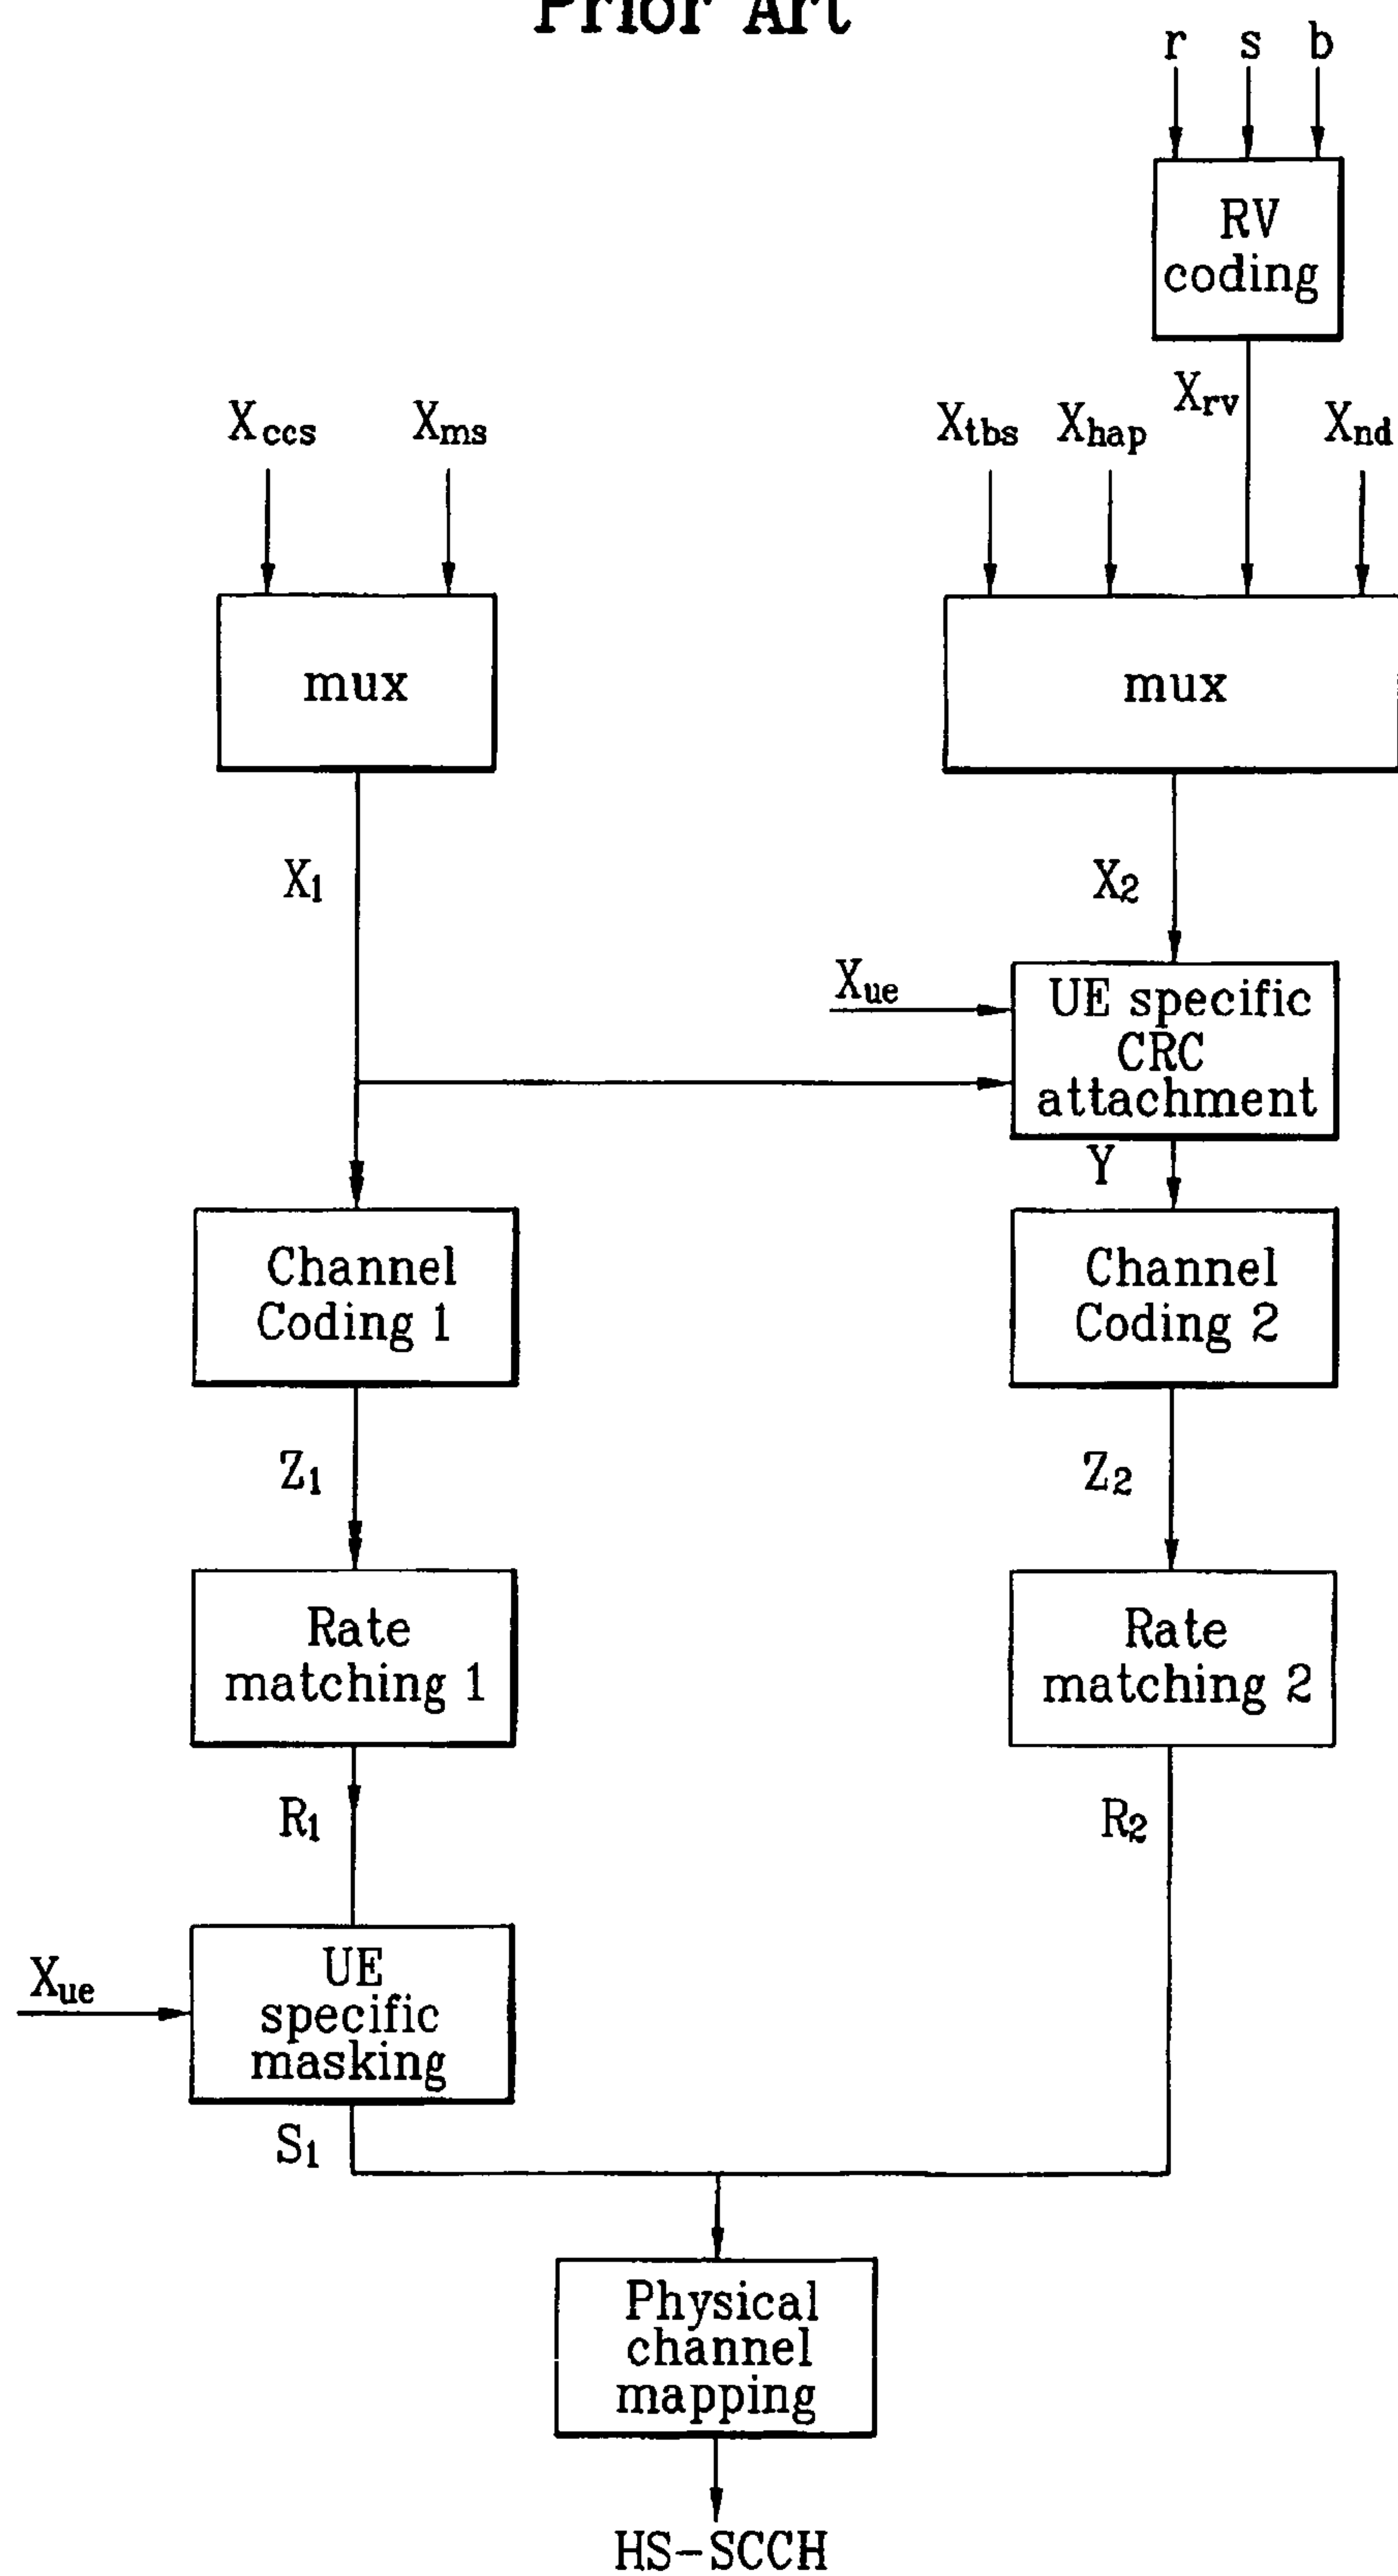 Prior Art
r s b
RV
coding
Xccs Xms Xtbs Xhap Xrv Xnd
mux mux
X1 X2
Xue
UE specific
CRC
attachment
Y
Channel
Coding 1
Channel
Coding 2
Z1 Z2
Rate
matching 1
Rate
matching 2
R1 R2
Xue
UE
specific
masking
S1
Physical
channel
mapping
HS-SCCH